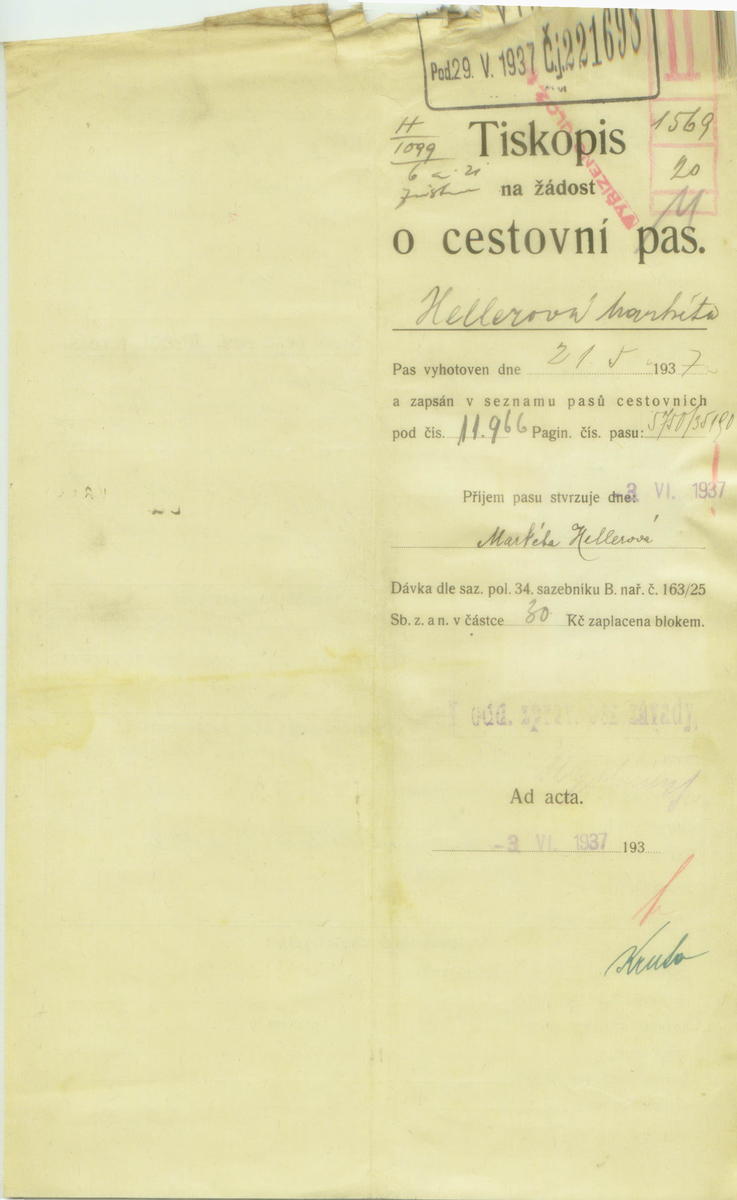 Pod. 29. V. 1937 Č.j. 221693
H
1099
1569
20
Tiskopis
na žádost
o cestovní pas.
Hellerová Markéta
Pas vyhotoven dne 21 5 1937
a zapsán v seznamu pasů cestovních
pod čís. 11.966 Pagin. čís. pasu: 5750/35190
Příjem pasu stvrzuje dne: -3. VI. 1937
Markéta Hellerová
Dávka dle saz. pol. 34. sazebníku B. nař. č. 163/25
Sb. z. a n. v částce 30 Kč zaplacena blokem.
Ad acta.
-3. VI. 1937 193